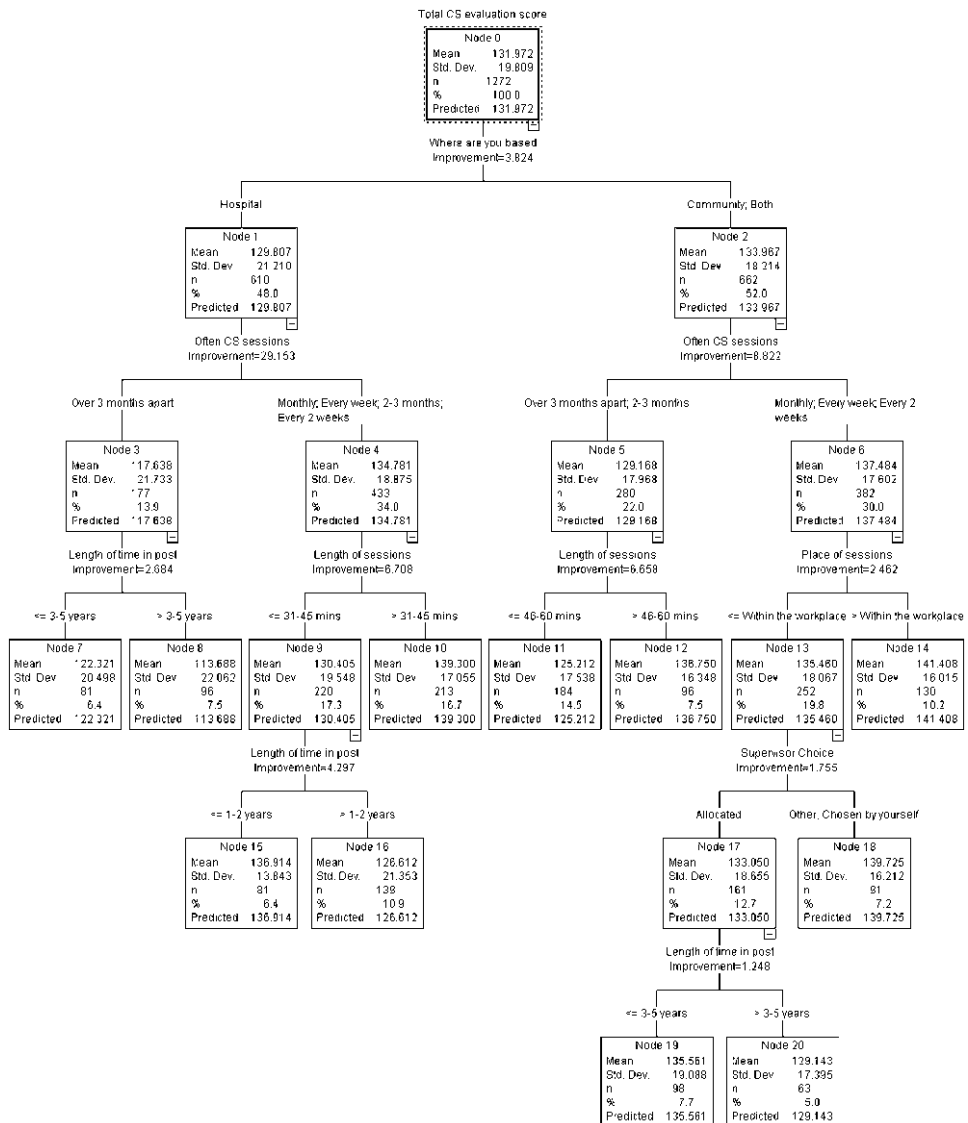 Total CS evaluation score
Node 0
Mean 131.972
Std. Dev. 19.809
n 1272
% 100.0
Predicted 131.972
Where are you based
Improvement=3.824
Hospital
Community; Both
Node 1
Mean 129.807
Std. Dev 21.210
n 610
% 48.0
Predicted 129.807
Node 2
Mean 133.967
Std. Dev 18.214
n 662
% 52.0
Predicted 133.967
Often CS sessions
Improvement=29.153
Often CS sessions
Improvement=8.822
Over 3 months apart
Monthly; Every week; 2-3 months;
Every 2 weeks
Over 3 months apart; 2-3 months
Monthly; Every week; Every 2
weeks
Node 3
Mean 117.638
Std. Dev. 21.733
n 177
% 13.9
Predicted 117.638
Node 4
Mean 134.781
Std. Dev. 18.875
n 433
% 34.0
Predicted 134.781
Node 5
Mean 129.168
Std. Dev. 17.968
n 280
% 22.0
Predicted 129.168
Node 6
Mean 137.484
Std. Dev. 17.602
n 382
% 30.0
Predicted 137.484
Length of time in post
Improvement=2.684
Length of sessions
Improvement=6.708
Length of sessions
Improvement=6.658
Place of sessions
Improvement=2.462
<= 3-5 years
> 3-5 years
<= 31-45 mins
> 31-45 mins
<= 46-60 mins
> 46-60 mins
<= Within the workplace
> Within the workplace
Node 7
Mean 122.321
Std. Dev 20.498
n 81
% 6.4
Predicted 122.321
Node 8
Mean 113.688
Std. Dev. 22.062
n 96
% 7.5
Predicted 113.688
Node 9
Mean 130.405
Std. Dev 19.548
n 220
% 17.3
Predicted 130.405
Node 10
Mean 139.300
Std. Dev. 17.055
n 213
% 16.7
Predicted 139.300
Node 11
Mean 125.212
Std. Dev 17.538
n 184
% 14.5
Predicted 125.212
Node 12
Mean 136.750
Std. Dev. 16.348
n 96
% 7.5
Predicted 136.750
Node 13
Mean 135.460
Std. Dev 18.067
n 252
% 19.8
Predicted 135.460
Node 14
Mean 141.408
Std. Dev 16.015
n 130
% 10.2
Predicted 141.408
Length of time in post
Improvement=4.297
Supervisor Choice
Improvement=1.755
<= 1-2 years
> 1-2 years
Allocated
Other; Chosen by yourself
Node 15
Mean 136.914
Std. Dev. 13.843
n 81
% 6.4
Predicted 136.914
Node 16
Mean 126.612
Std. Dev. 21.353
n 139
% 10.9
Predicted 126.612
Node 17
Mean 133.050
Std. Dev. 18.655
n 161
% 12.7
Predicted 133.050
Node 18
Mean 139.725
Std. Dev. 16.212
n 91
% 7.2
Predicted 139.725
Length of time in post
Improvement=1.248
<= 3-5 years
> 3-5 years
Node 19
Mean 135.561
Std. Dev. 19.088
n 98
% 7.7
Predicted 135.561
Node 20
Mean 129.143
Std. Dev 17.395
n 63
% 5.0
Predicted 129.143